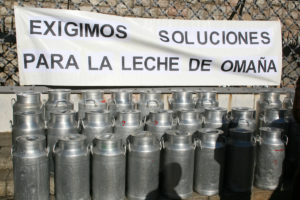 EXIGIMOS SOLUCIONES
PARA LA LECHE DE OMAÑA